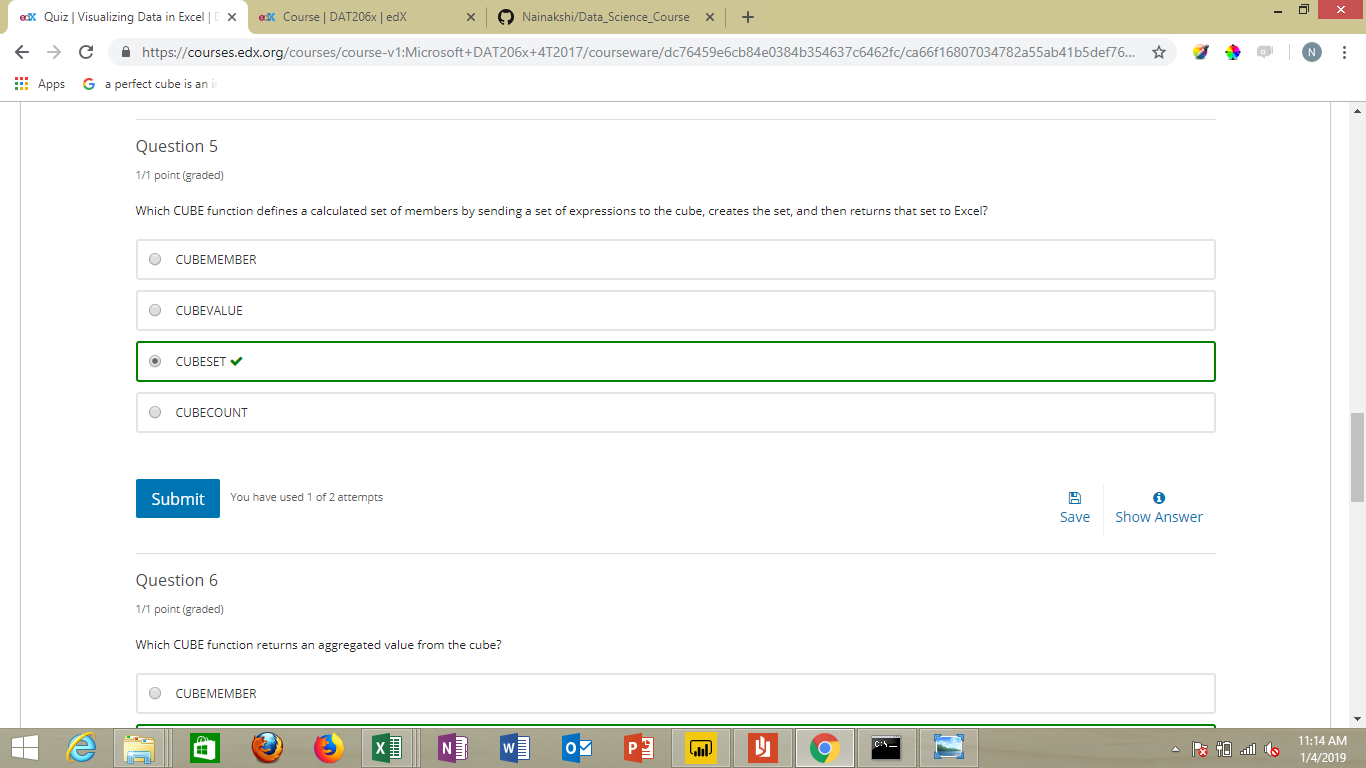 edX Quiz | Visualizing Data in Excel |
edX Course | DAT206x | edX
Nainakshi/Data_Science_Course
https://courses.edx.org/courses/course-v1:Microsoft+DAT206x+4T2017/courseware/dc76459e6cb84e0384b354637c6462fc/ca66f16807034782a55ab41b5def76...
N
Apps
G a perfect cube is an i
Question 5
1/1 point (graded)
Which CUBE function defines a calculated set of members by sending a set of expressions to the cube, creates the set, and then returns that set to Excel?
CUBEMEMBER
CUBEVALUE
CUBESET
CUBECOUNT
Submit
You have used 1 of 2 attempts
Save
Show Answer
Question 6
1/1 point (graded)
Which CUBE function returns an aggregated value from the cube?
CUBEMEMBER
11:14 AM
1/4/2019